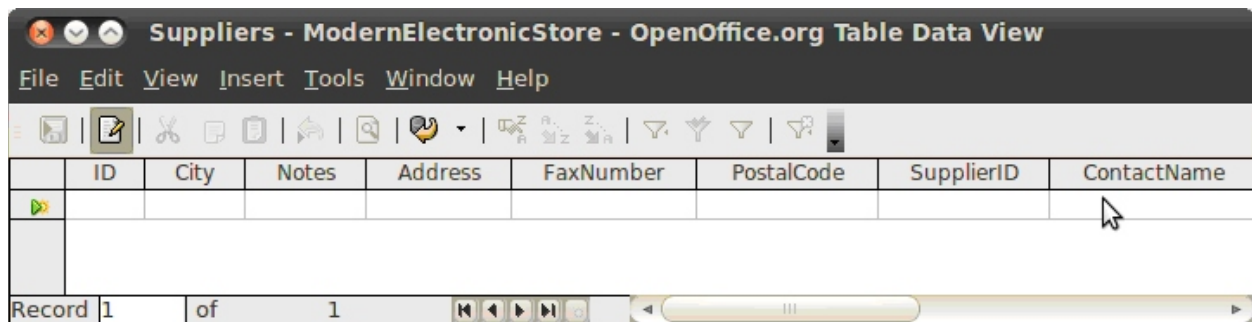 Suppliers - ModernElectronicStore - OpenOffice.org Table Data View
File Edit View Insert Tools Window Help
ID City Notes Address FaxNumber PostalCode SupplierID ContactName
Record 1 of 1